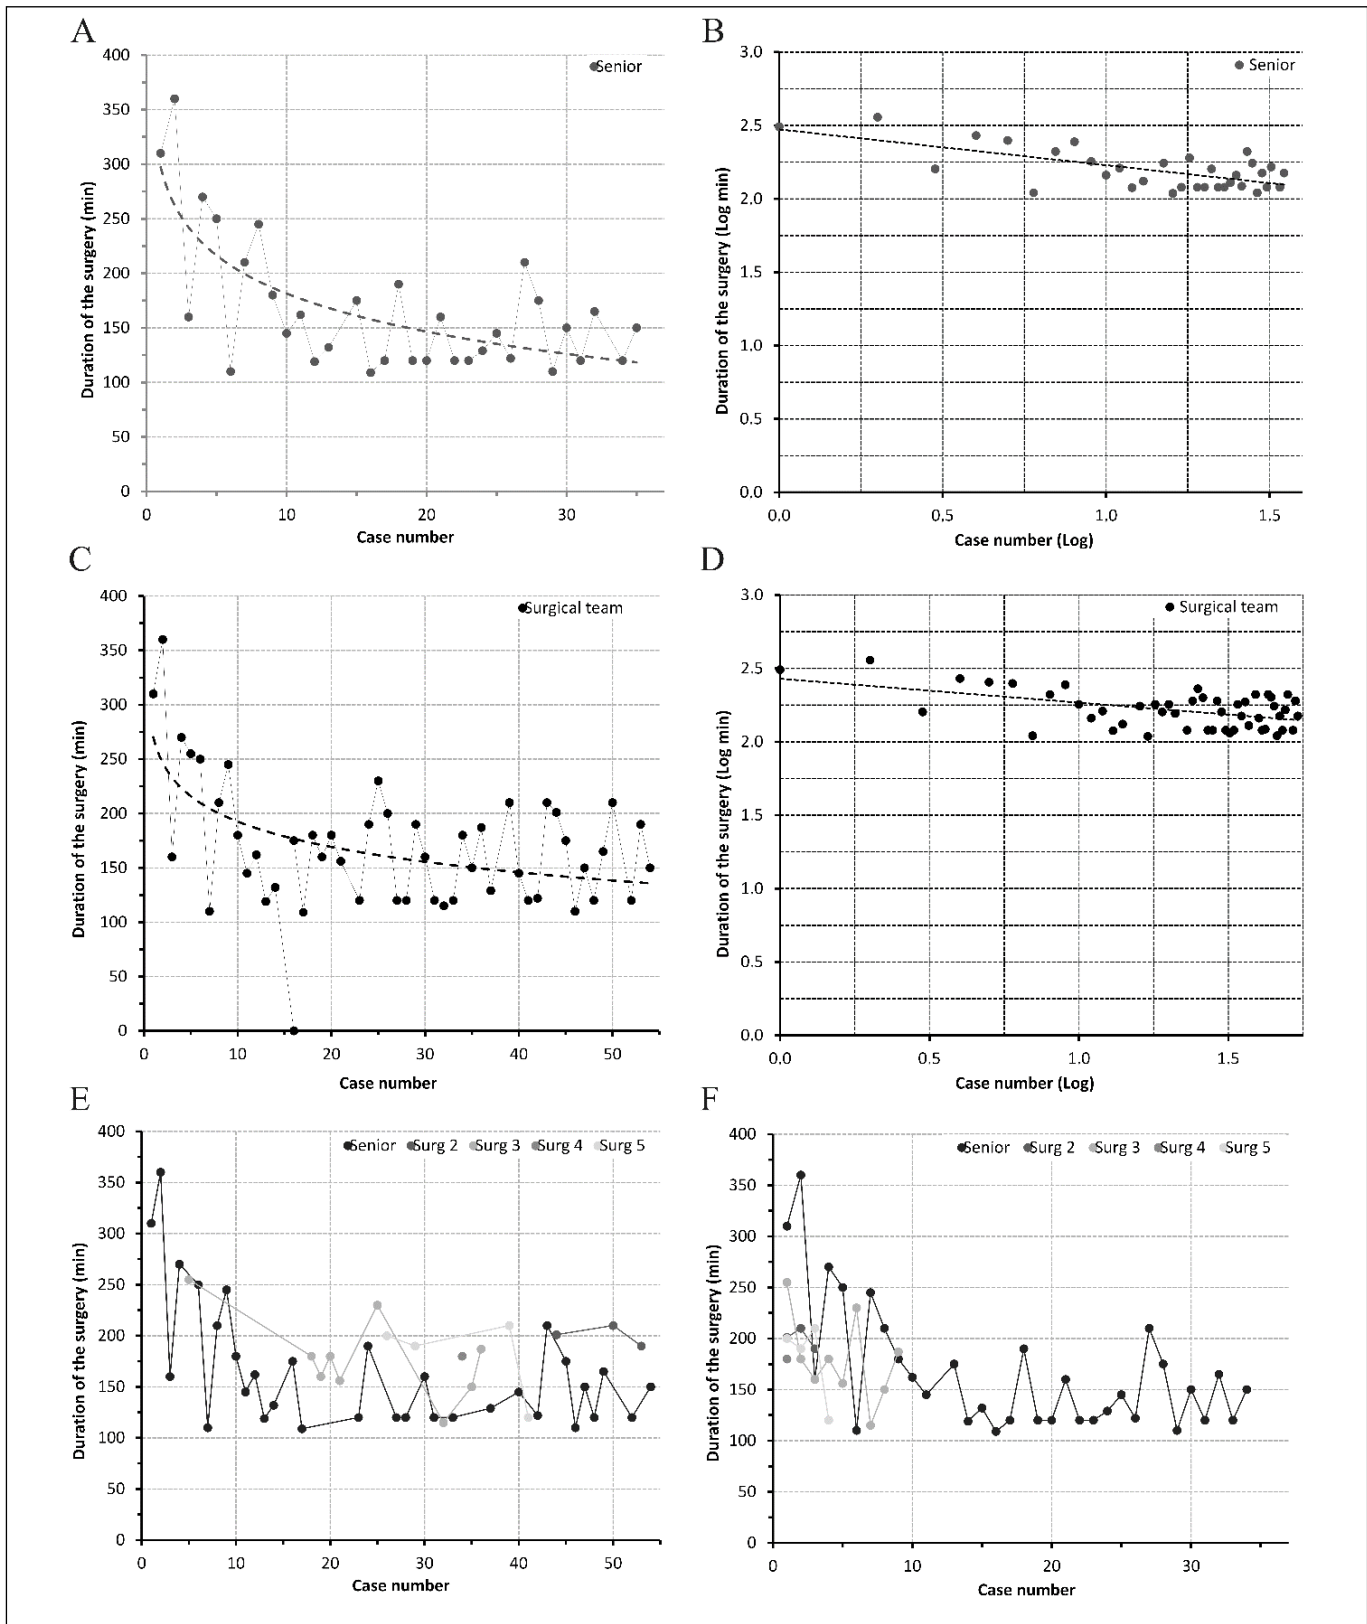 A
Senior
Duration of the surgery (min)
400
350
300
250
200
150
100
50
0
0 10 20 30
Case number
B
Senior
Duration of the surgery (Log min)
3.0
2.5
2.0
1.5
1.0
0.5
0.0
0.0 0.5 1.0 1.5
Case number (Log)
C
Surgical team
Duration of the surgery (min)
400
350
300
250
200
150
100
50
0
0 10 20 30 40 50
Case number
D
Surgical team
Duration of the surgery (Log min)
3.0
2.5
2.0
1.5
1.0
0.5
0.0
0.0 0.5 1.0 1.5
Case number (Log)
E
Senior Surg 2 Surg 3 Surg 4 Surg 5
Duration of the surgery (min)
400
350
300
250
200
150
100
50
0
0 10 20 30 40 50
Case number
F
Senior Surg 2 Surg 3 Surg 4 Surg 5
Duration of the surgery (min)
400
350
300
250
200
150
100
50
0
0 10 20 30
Case number